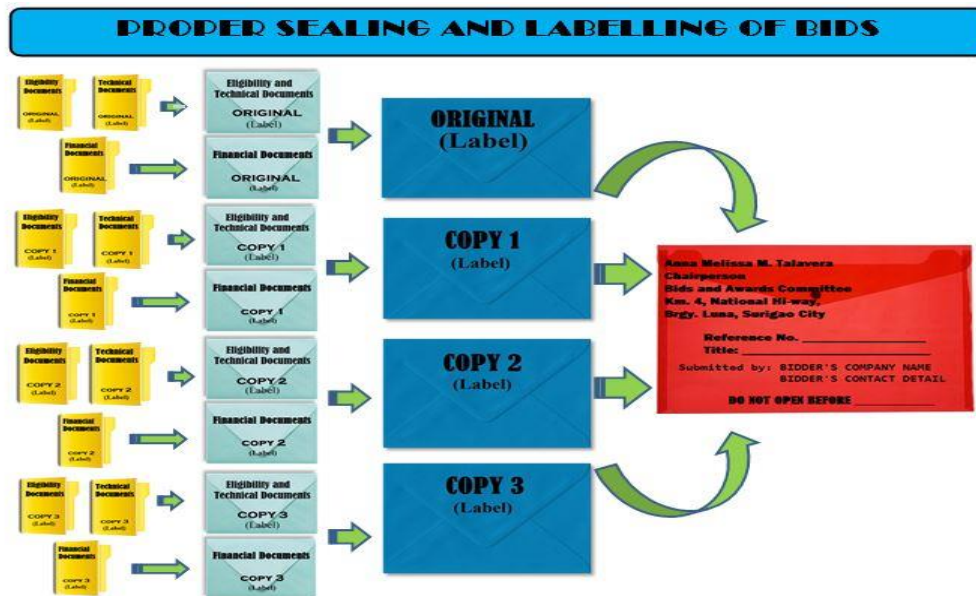 PROPER SEALING AND LABELLING OF BIDS
Eligibility
Documents
ORIGINAL
(Label)
Technical
Documents
ORIGINAL
(Label)
Eligibility and
Technical Documents
ORIGINAL
(Label)
Financial
Documents
ORIGINAL
(Label)
Financial Documents
ORIGINAL
(Label)
ORIGINAL
(Label)
Eligibility
Documents
COPY 1
(Label)
Technical
Documents
COPY 1
(Label)
Eligibility and
Technical Documents
COPY 1
(Label)
Financial
Documents
COPY 1
(Label)
Financial Documents
COPY 1
(Label)
COPY 1
(Label)
Eligibility
Documents
COPY 2
(Label)
Technical
Documents
COPY 2
(Label)
Eligibility and
Technical Documents
COPY 2
(Label)
Financial
Documents
COPY 2
(Label)
Financial Documents
COPY 2
(Label)
COPY 2
(Label)
Eligibility
Documents
COPY 3
(Label)
Technical
Documents
COPY 3
(Label)
Eligibility and
Technical Documents
COPY 3
(Label)
Financial
Documents
COPY 3
(Label)
Financial Documents
COPY 3
(Label)
COPY 3
(Label)
Anna Melissa M. Talavera
Chairperson
Bids and Awards Committee
Km. 4, National Hi-way,
Brgy. Luna, Surigao City
Reference No. ____________
Title: ____________________
Submitted by: BIDDER'S COMPANY NAME
BIDDER'S CONTACT DETAIL
DO NOT OPEN BEFORE __________